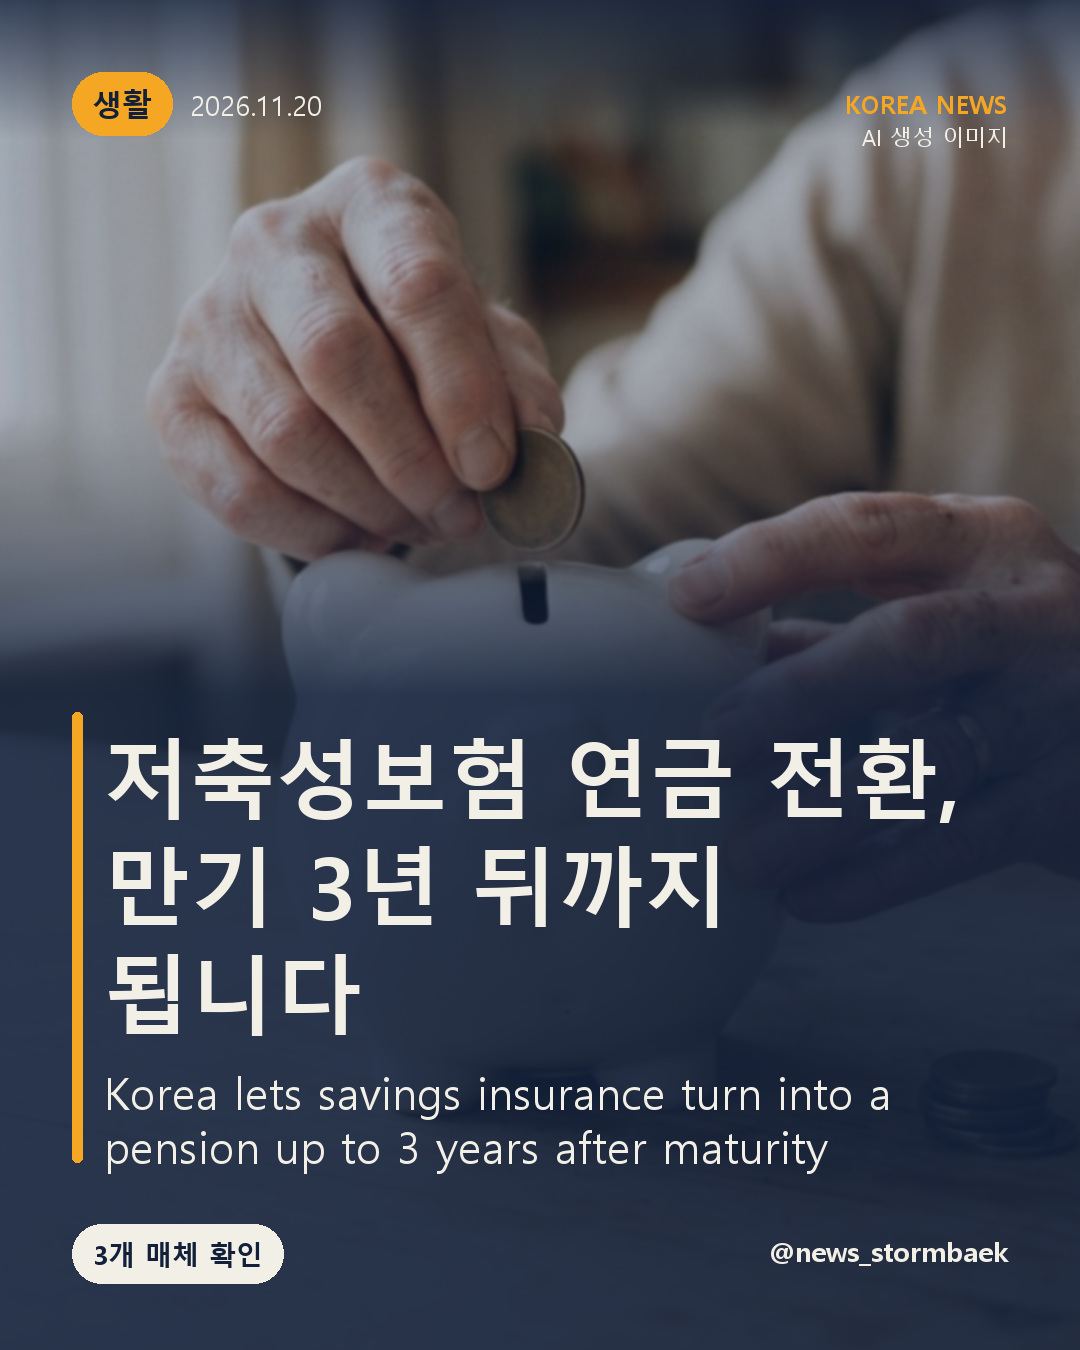 생활 2026.11.20
KOREA NEWS
AI 생성 이미지
저축성보험 연금 전환,
만기 3년 뒤까지
됩니다
Korea lets savings insurance turn into a
pension up to 3 years after maturity
3개 매체 확인
@news_stormbaek